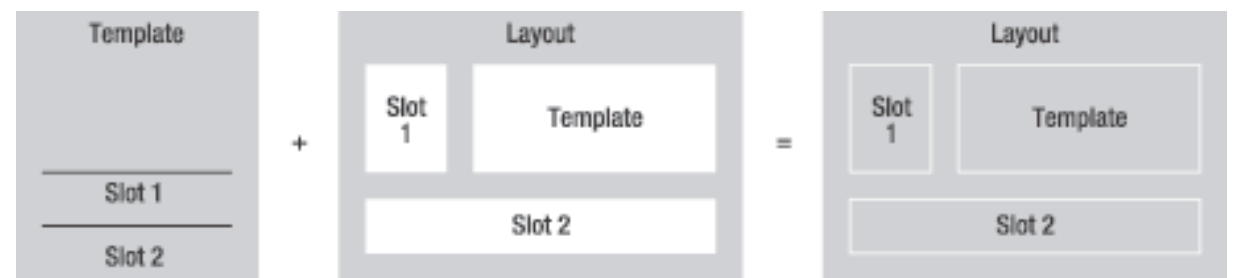 Template
Slot 1
Slot 2
+
Layout
Slot
1
Template
Slot 2
=
Layout
Slot
1
Template
Slot 2